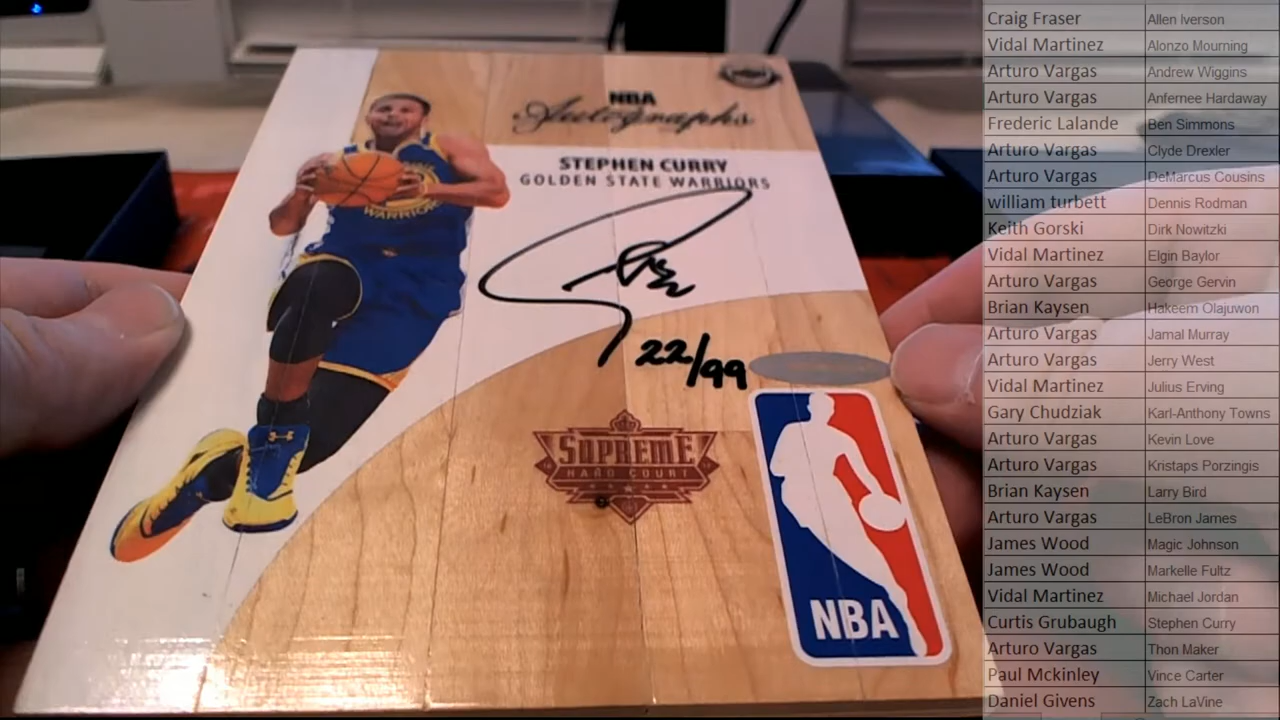 NBA
Autographs
STEPHEN CURRY
GOLDEN STATE WARRIORS
WARRIOR
22/99
SUPREME
HARD COURT
NBA
Craig Fraser Allen Iverson
Vidal Martinez Alonzo Mourning
Arturo Vargas Andrew Wiggins
Arturo Vargas Anfernee Hardaway
Frederic Lalande Ben Simmons
Arturo Vargas Clyde Drexler
Arturo Vargas DeMarcus Cousins
william turbett Dennis Rodman
Keith Gorski Dirk Nowitzki
Vidal Martinez Elgin Baylor
Arturo Vargas George Gervin
Brian Kaysen Hakeem Olajuwon
Arturo Vargas Jamal Murray
Arturo Vargas Jerry West
Vidal Martinez Julius Erving
Gary Chudziak Karl-Anthony Towns
Arturo Vargas Kevin Love
Arturo Vargas Kristaps Porzingis
Brian Kaysen Larry Bird
Arturo Vargas LeBron James
James Wood Magic Johnson
James Wood Markelle Fultz
Vidal Martinez Michael Jordan
Curtis Grubaugh Stephen Curry
Arturo Vargas Thon Maker
Paul Mckinley Vince Carter
Daniel Givens Zach LaVine